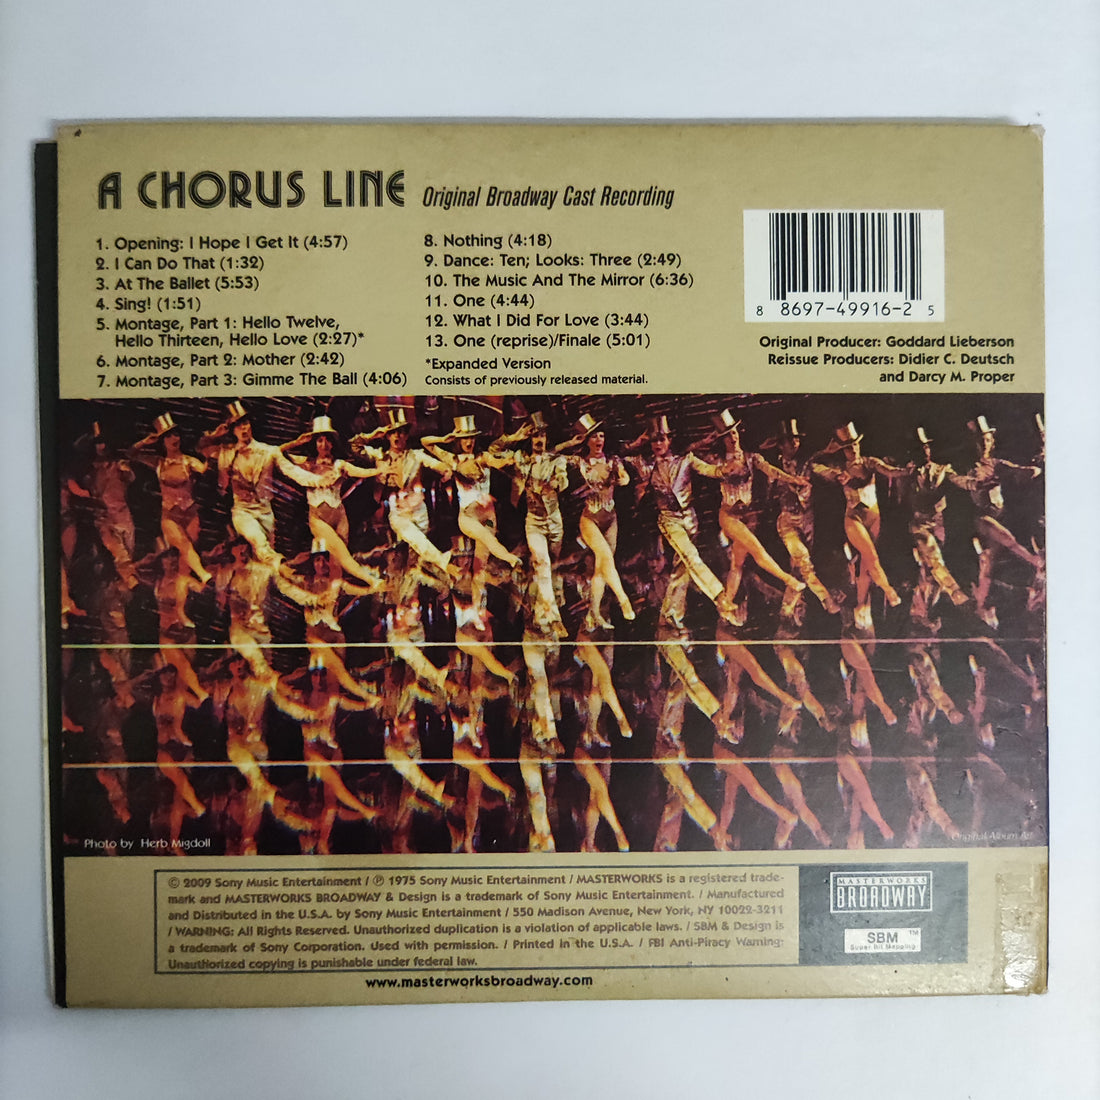 A CHORUS LINE Original Broadway Cast Recording
1. Opening: I Hope I Get It (4:57)
2. I Can Do That (1:32)
3. At The Ballet (5:53)
4. Sing! (1:51)
5. Montage, Part 1: Hello Twelve,
Hello Thirteen, Hello Love (2:27)*
6. Montage, Part 2: Mother (2:42)
7. Montage, Part 3: Gimme The Ball (4:06)
8. Nothing (4:18)
9. Dance: Ten; Looks: Three (2:49)
10. The Music And The Mirror (6:36)
11. One (4:44)
12. What I Did For Love (3:44)
13. One (reprise)/Finale (5:01)
*Expanded Version
Consists of previously released material.
8 8697-49916-2 5
Original Producer: Goddard Lieberson
Reissue Producers: Didier C. Deutsch
and Darcy M. Proper
Photo by Herb Migdoll
Original Album Art
© 2009 Sony Music Entertainment / ℗ 1975 Sony Music Entertainment / MASTERWORKS is a registered trade-
mark and MASTERWORKS BROADWAY & Design is a trademark of Sony Music Entertainment. / Manufactured
and Distributed in the U.S.A. by Sony Music Entertainment / 550 Madison Avenue, New York, NY 10022-3211
/ WARNING: All Rights Reserved. Unauthorized duplication is a violation of applicable laws. / SBM & Design is
a trademark of Sony Corporation. Used with permission. / Printed in the U.S.A. / FBI Anti-Piracy Warning:
Unauthorized copying is punishable under federal law.
MASTERWORKS
BROADWAY
SBM™
Super Bit Mapping
www.masterworksbroadway.com